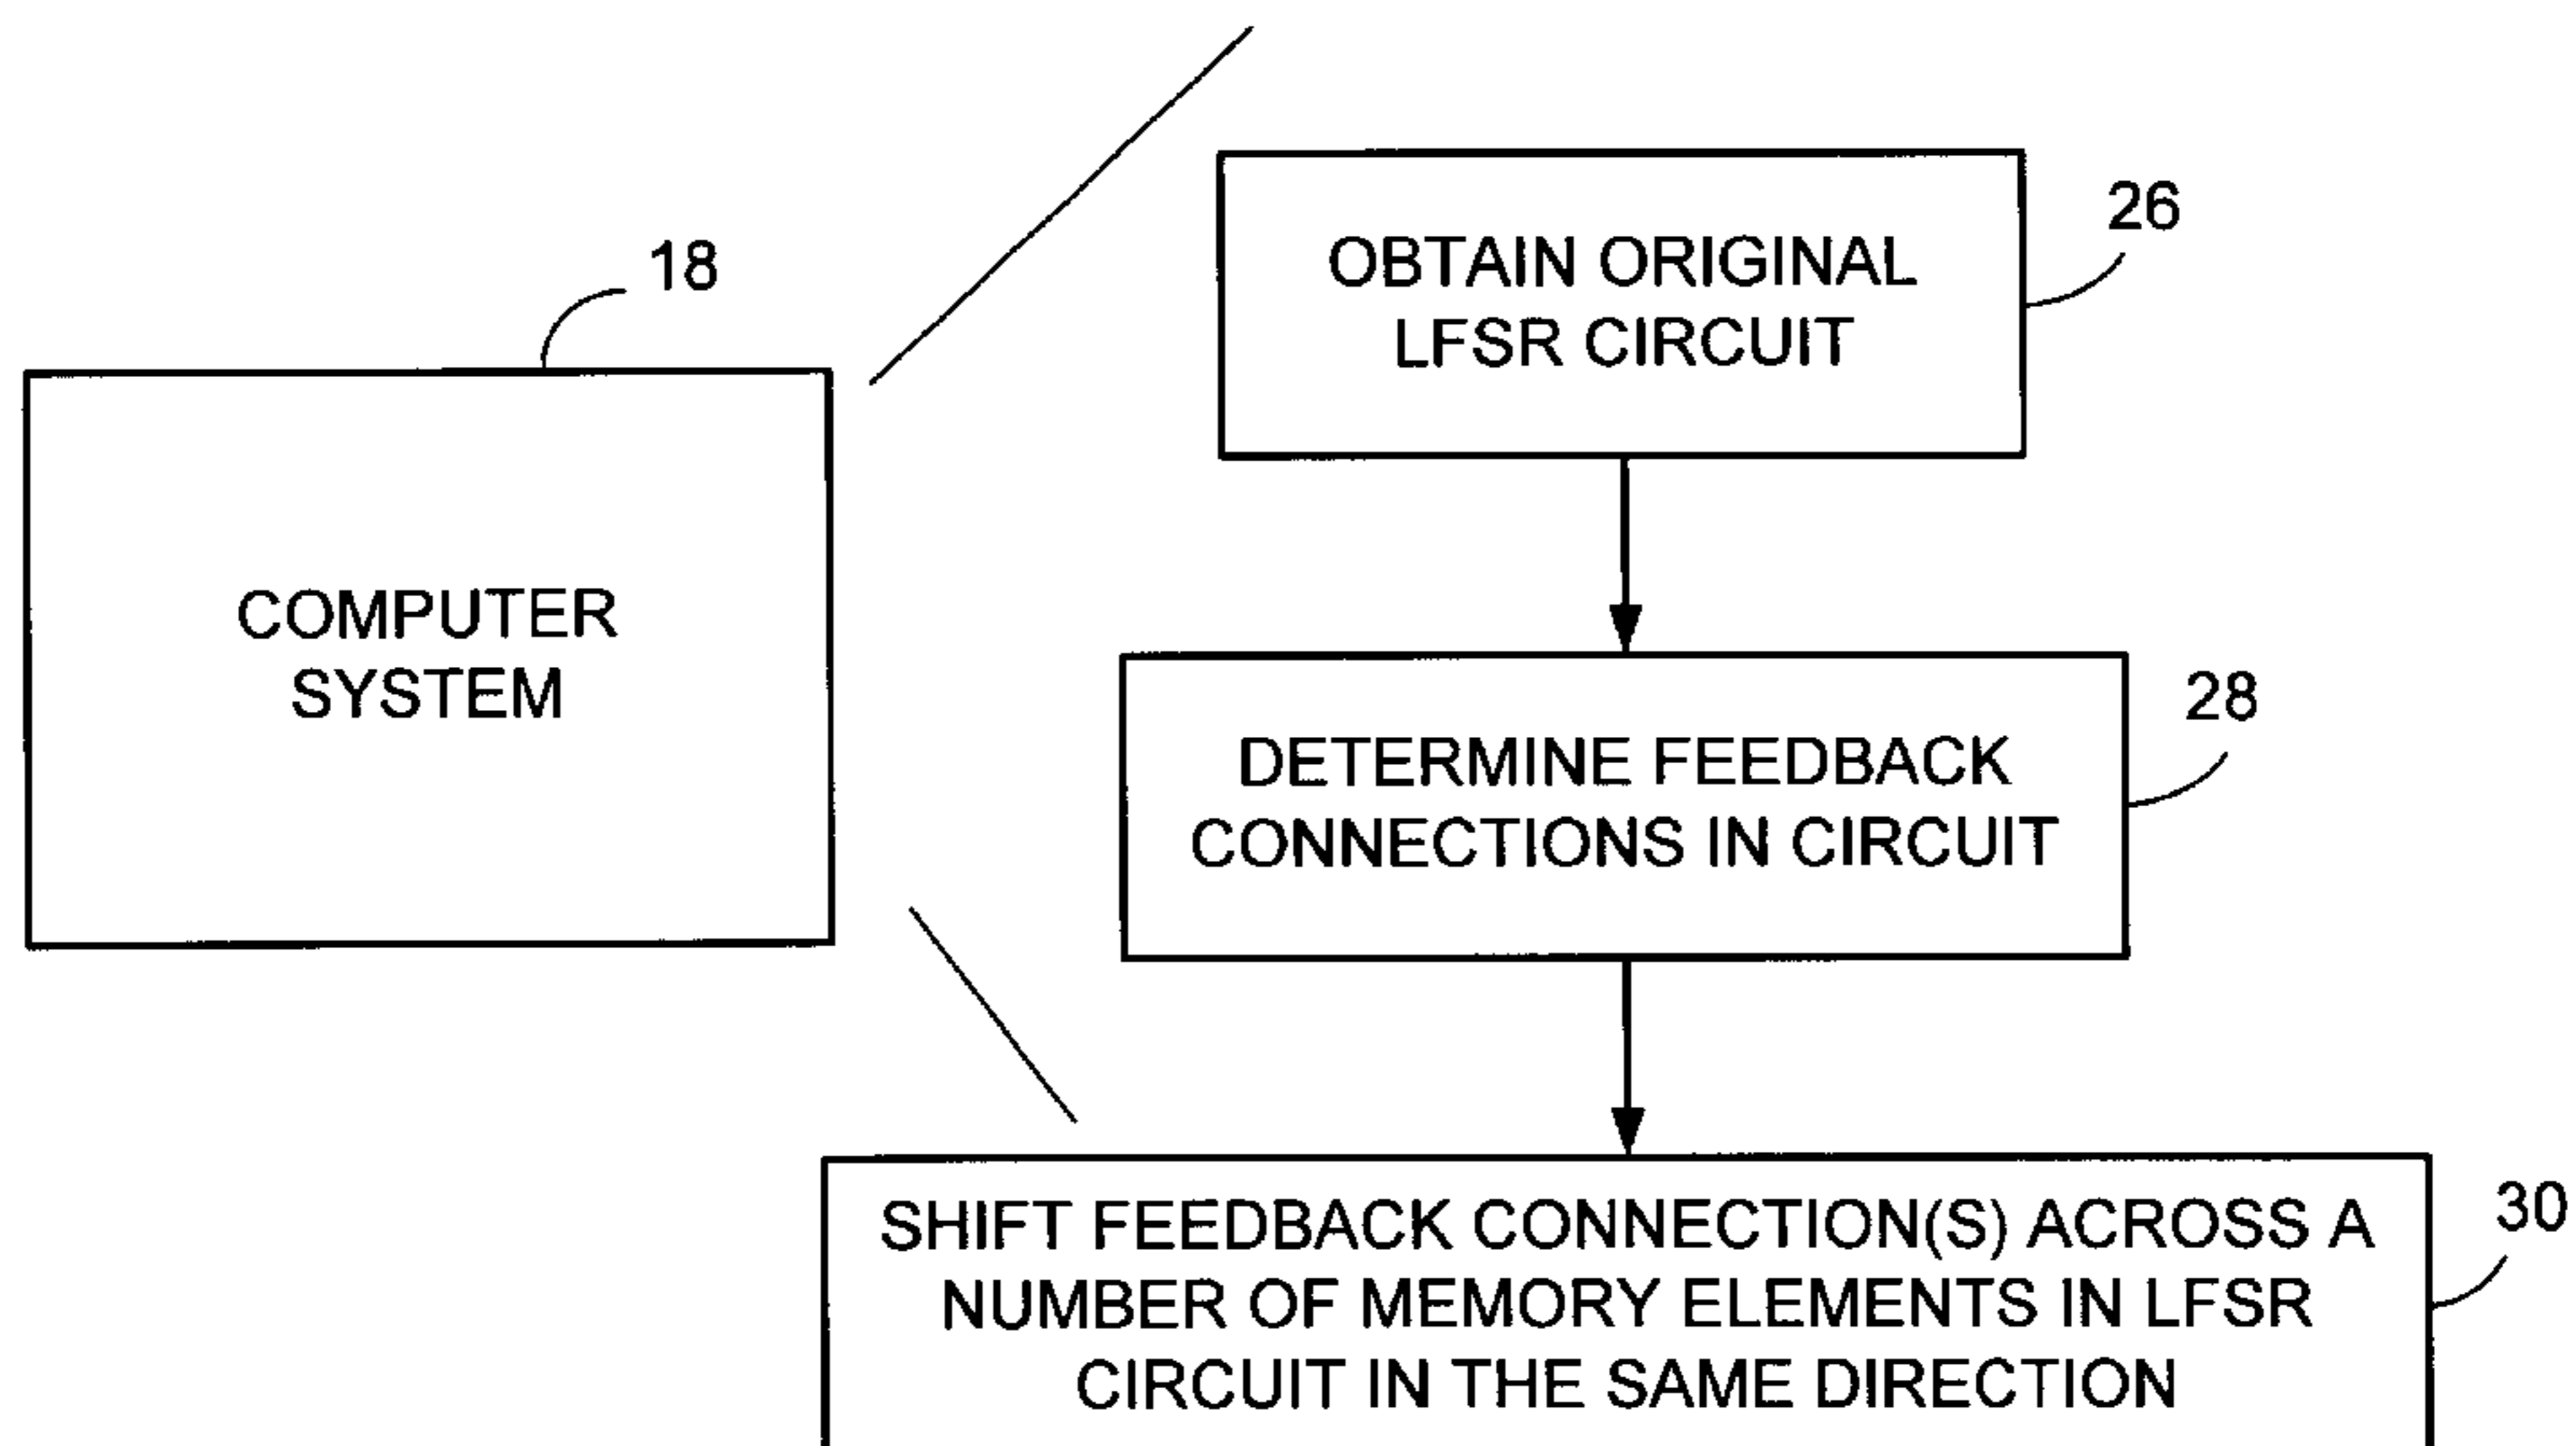 18
COMPUTER
SYSTEM
26
OBTAIN ORIGINAL
LFSR CIRCUIT
28
DETERMINE FEEDBACK
CONNECTIONS IN CIRCUIT
30
SHIFT FEEDBACK CONNECTION(S) ACROSS A
NUMBER OF MEMORY ELEMENTS IN LFSR
CIRCUIT IN THE SAME DIRECTION